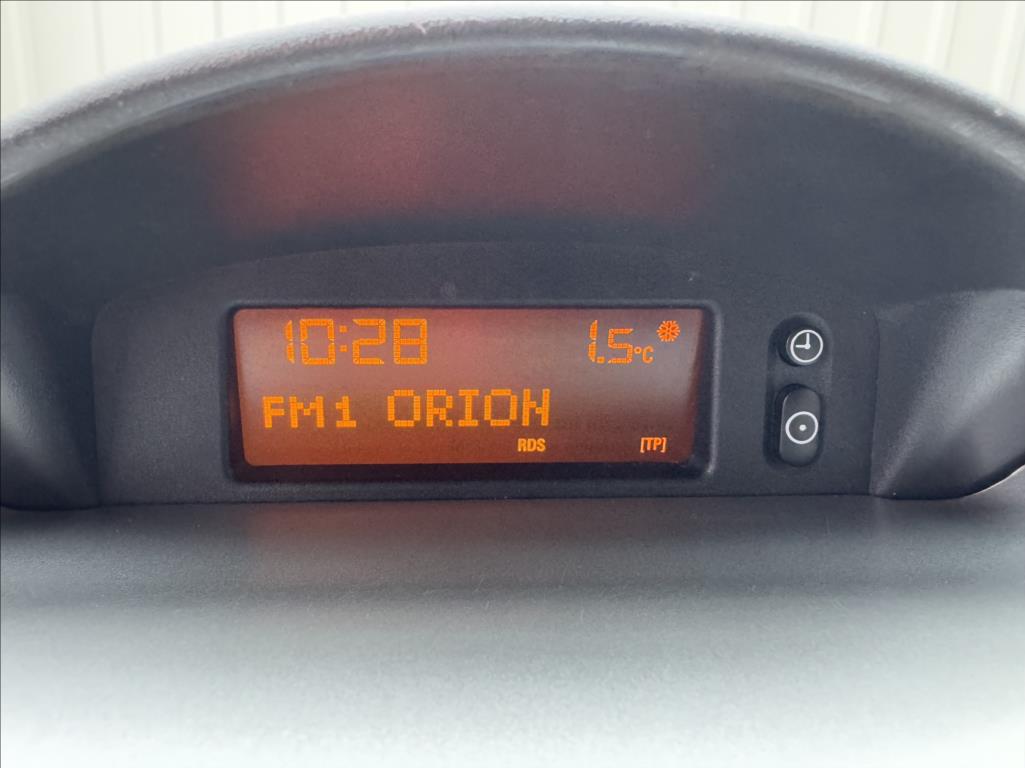 10:28 1.5°C
FM1 ORION
RDS [TP]